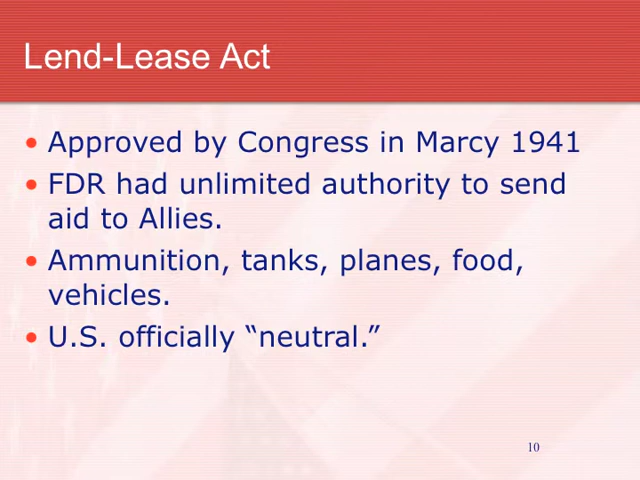 Lend-Lease Act
• Approved by Congress in Marcy 1941
• FDR had unlimited authority to send
aid to Allies.
• Ammunition, tanks, planes, food,
vehicles.
• U.S. officially “neutral.”
10